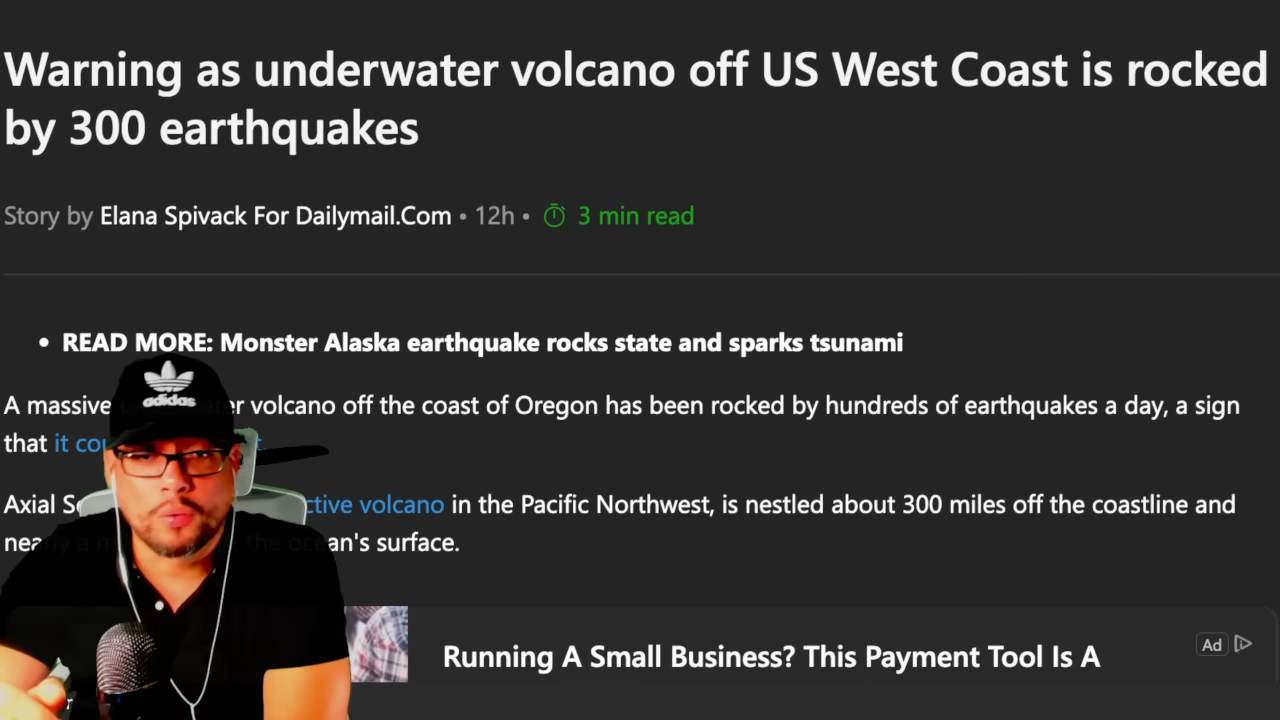 Warning as underwater volcano off US West Coast is rocked
by 300 earthquakes
Story by Elana Spivack For Dailymail.Com • 12h • 3 min read
• READ MORE: Monster Alaska earthquake rocks state and sparks tsunami
adidas
A massive volcano off the coast of Oregon has been rocked by hundreds of earthquakes a day, a sign
that it
Axial volcano in the Pacific Northwest, is nestled about 300 miles off the coastline and
the ocean's surface.
Running A Small Business? This Payment Tool Is A
Ad